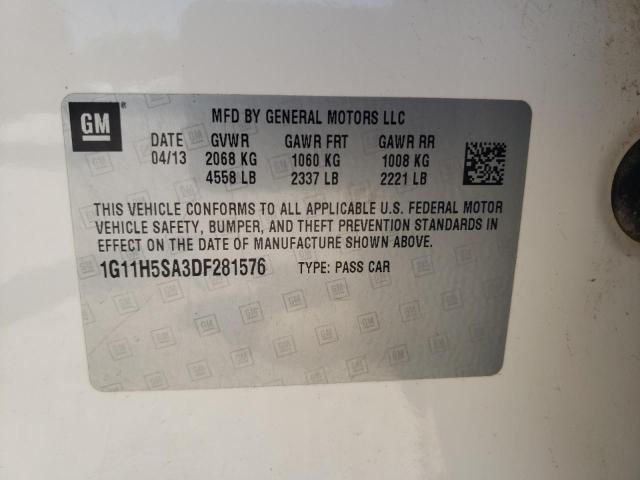 GM MFD BY GENERAL MOTORS LLC
DATE GVWR GAWR FRT GAWR RR
04/13 2068 KG 1060 KG 1008 KG
4558 LB 2337 LB 2221 LB
THIS VEHICLE CONFORMS TO ALL APPLICABLE U.S. FEDERAL MOTOR
VEHICLE SAFETY, BUMPER, AND THEFT PREVENTION STANDARDS IN
EFFECT ON THE DATE OF MANUFACTURE SHOWN ABOVE.
1G11H5SA3DF281576 TYPE: PASS CAR